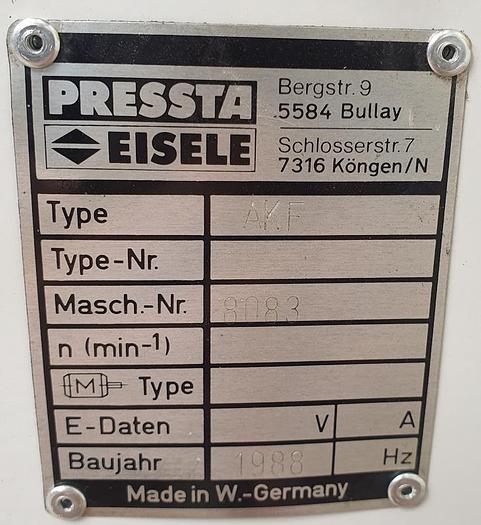 PRESSTA
EISELE
Bergstr. 9
5584 Bullay
Schlosserstr. 7
7316 Köngen/N
Type AKF
Type-Nr.
Masch.-Nr. 8083
n (min-1)
M Type
E-Daten V A
Baujahr 1988 Hz
Made in W.-Germany